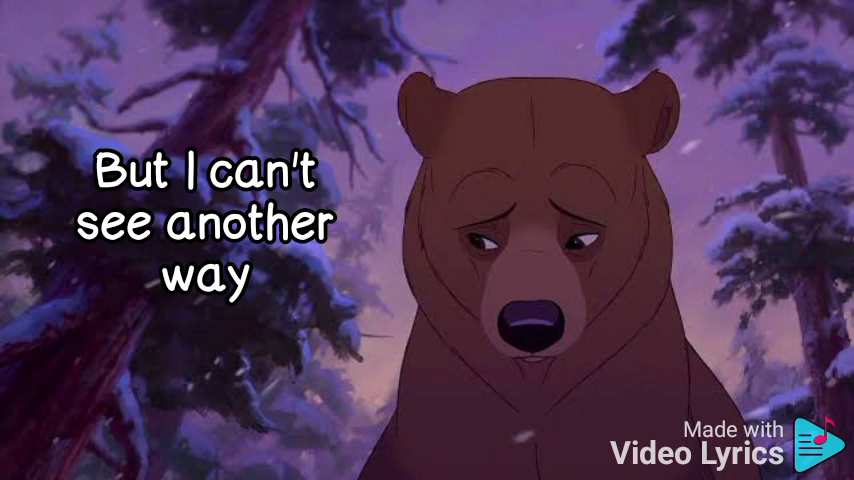 But I can't
see another
way
Made with
Video Lyrics